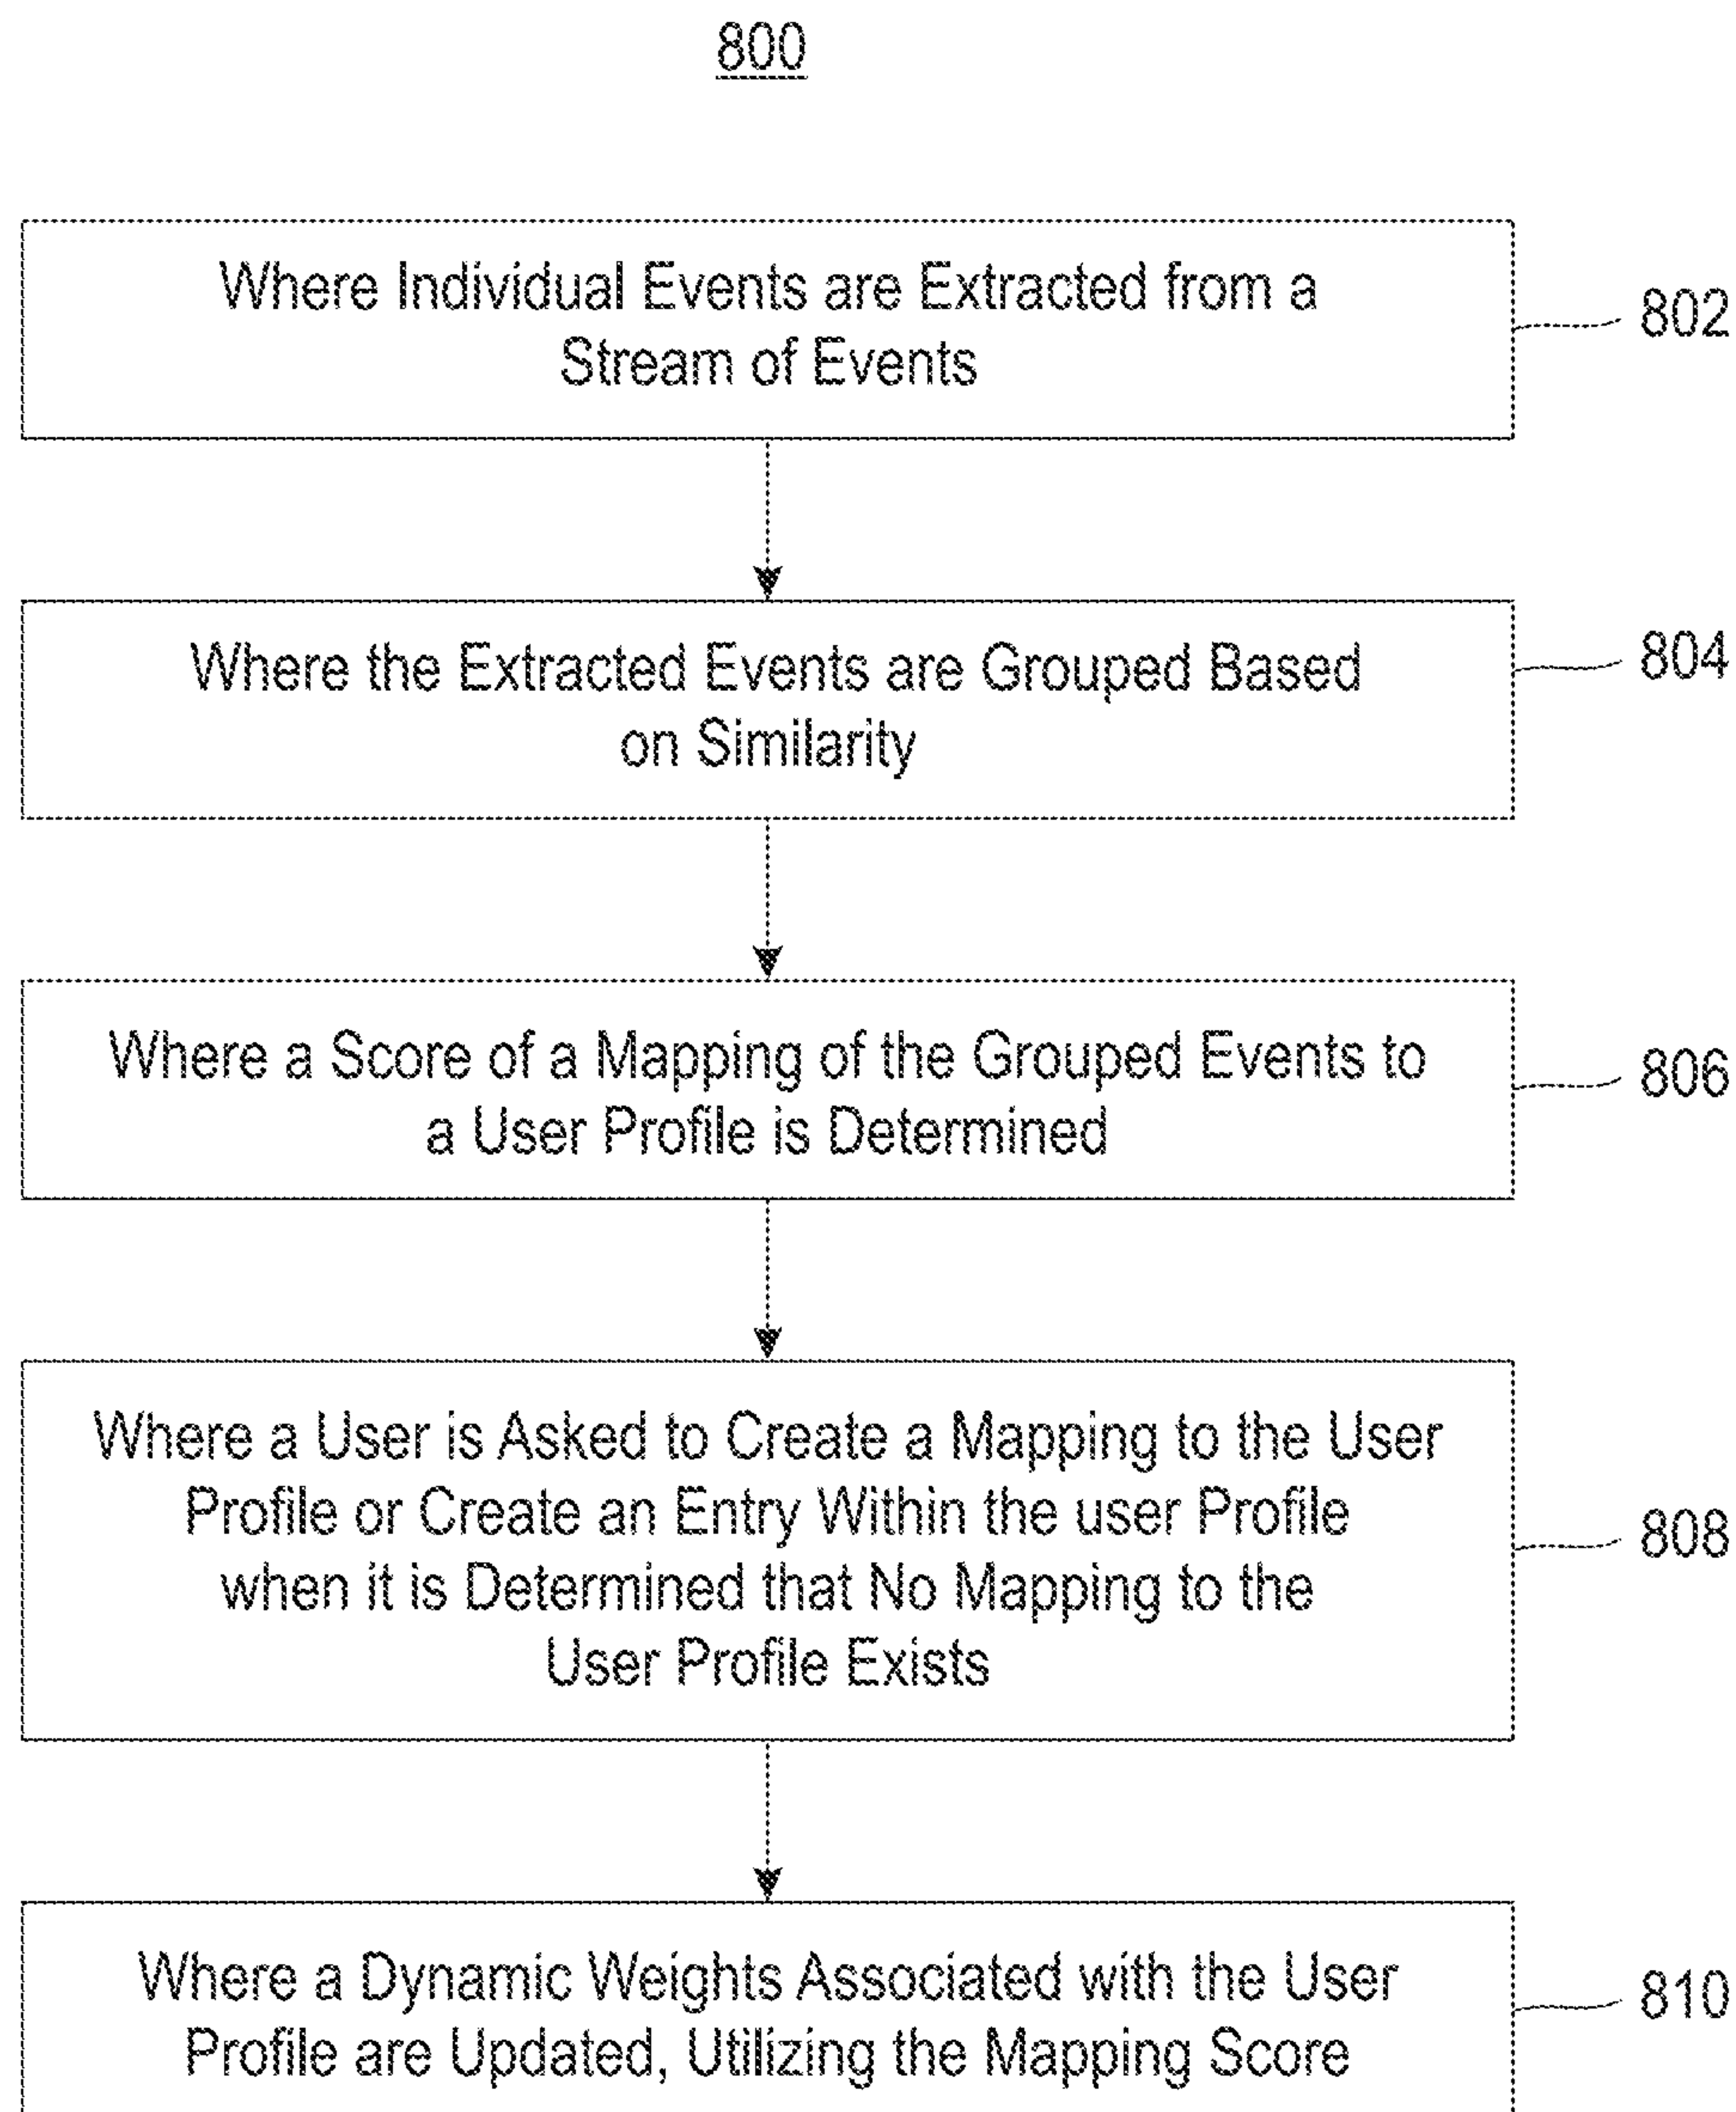 800
Where Individual Events are Extracted from a
Stream of Events
802
Where the Extracted Events are Grouped Based
on Similarity
804
Where a Score of a Mapping of the Grouped Events to
a User Profile is Determined
806
Where a User is Asked to Create a Mapping to the User
Profile or Create an Entry Within the user Profile
when it is Determined that No Mapping to the
User Profile Exists
808
Where a Dynamic Weights Associated with the User
Profile are Updated, Utilizing the Mapping Score
810